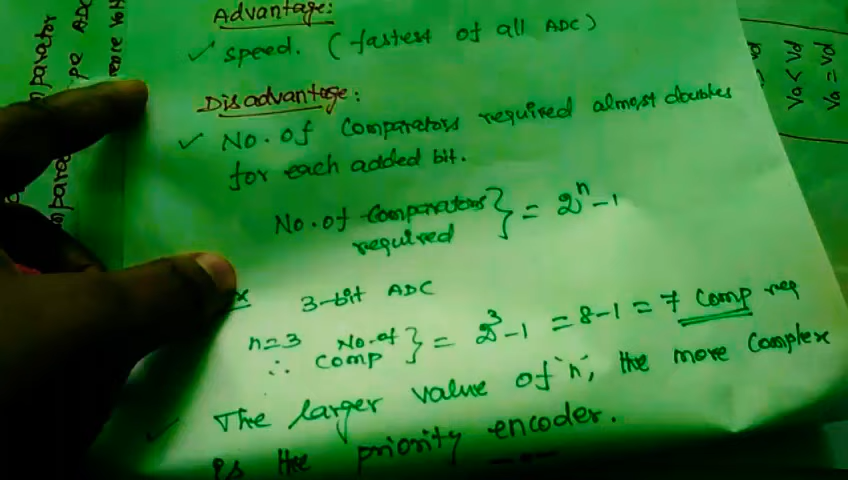 Advantage:
✓ speed. (fastest of all ADC)
Disadvantage:
✓ No. of Comparators required almost doubles
for each added bit.
No. of Comparators
required } = 2ⁿ-1
Ex 3-bit ADC
n=3 No. of
∴ comp } = 2³-1 = 8-1 = 7 Comp req
✓ The larger value of 'n', the more Complex
is the priority encoder.
Va < Vd
Va = Vd